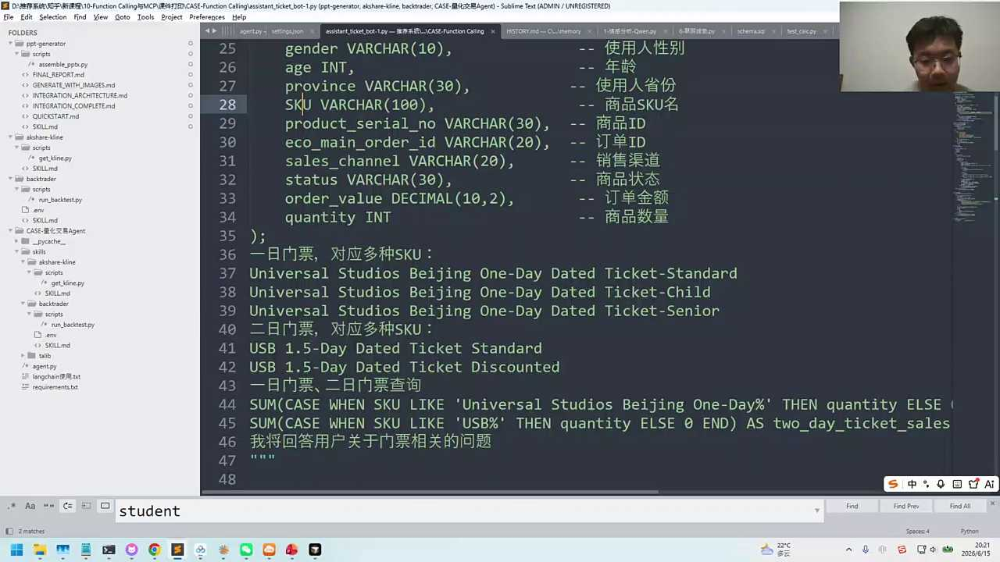 D:\推荐系统\知乎\新课程\10-Function Calling与MCP\课件打印\CASE-Function Calling\assistant_ticket_bot-1.py (ppt-generator, akshare-kline, backtrader, CASE-量化交易Agent) - Sublime Text (ADMIN / UNREGISTERED)
File Edit Selection Find View Goto Tools Project Preferences Help
FOLDERS
ppt-generator
scripts
assemble_pptx.py
FINAL_REPORT.md
GENERATE_WITH_IMAGES.md
INTEGRATION_ARCHITECTURE.md
INTEGRATION_COMPLETE.md
QUICKSTART.md
SKILL.md
akshare-kline
scripts
get_kline.py
SKILL.md
backtrader
scripts
run_backtest.py
.env
SKILL.md
CASE-量化交易Agent
__pycache__
skills
akshare-kline
scripts
get_kline.py
SKILL.md
backtrader
scripts
run_backtest.py
.env
SKILL.md
talib
agent.py
langchain使用.txt
requirements.txt
agent.py settings.json assistant_ticket_bot-1.py — 推荐系统\...\CASE-Function Calling HISTORY.md — C\...\memory 1-情感分析-Qwen.py schema.sql test_calc.py
25 gender VARCHAR(10), -- 使用人性别
26 age INT, -- 年龄
27 province VARCHAR(30), -- 使用人省份
28 SKU VARCHAR(100), -- 商品SKU名
29 product_serial_no VARCHAR(30), -- 商品ID
30 eco_main_order_id VARCHAR(20), -- 订单ID
31 sales_channel VARCHAR(20), -- 销售渠道
32 status VARCHAR(30), -- 商品状态
33 order_value DECIMAL(10,2), -- 订单金额
34 quantity INT -- 商品数量
35 );
36 一日门票，对应多种SKU：
37 Universal Studios Beijing One-Day Dated Ticket-Standard
38 Universal Studios Beijing One-Day Dated Ticket-Child
39 Universal Studios Beijing One-Day Dated Ticket-Senior
40 二日门票，对应多种SKU：
41 USB 1.5-Day Dated Ticket Standard
42 USB 1.5-Day Dated Ticket Discounted
43 一日门票、二日门票查询
44 SUM(CASE WHEN SKU LIKE 'Universal Studios Beijing One-Day%' THEN quantity ELSE 0
45 SUM(CASE WHEN SKU LIKE 'USB%' THEN quantity ELSE 0 END) AS two_day_ticket_sales
46 我将回答用户关于门票相关的问题
47 """
48
中
Ai
.* Aa
student
Find Find Prev Find All
2 matches
Spaces: 4 Python
22°C
多云
20:21
2026/6/15